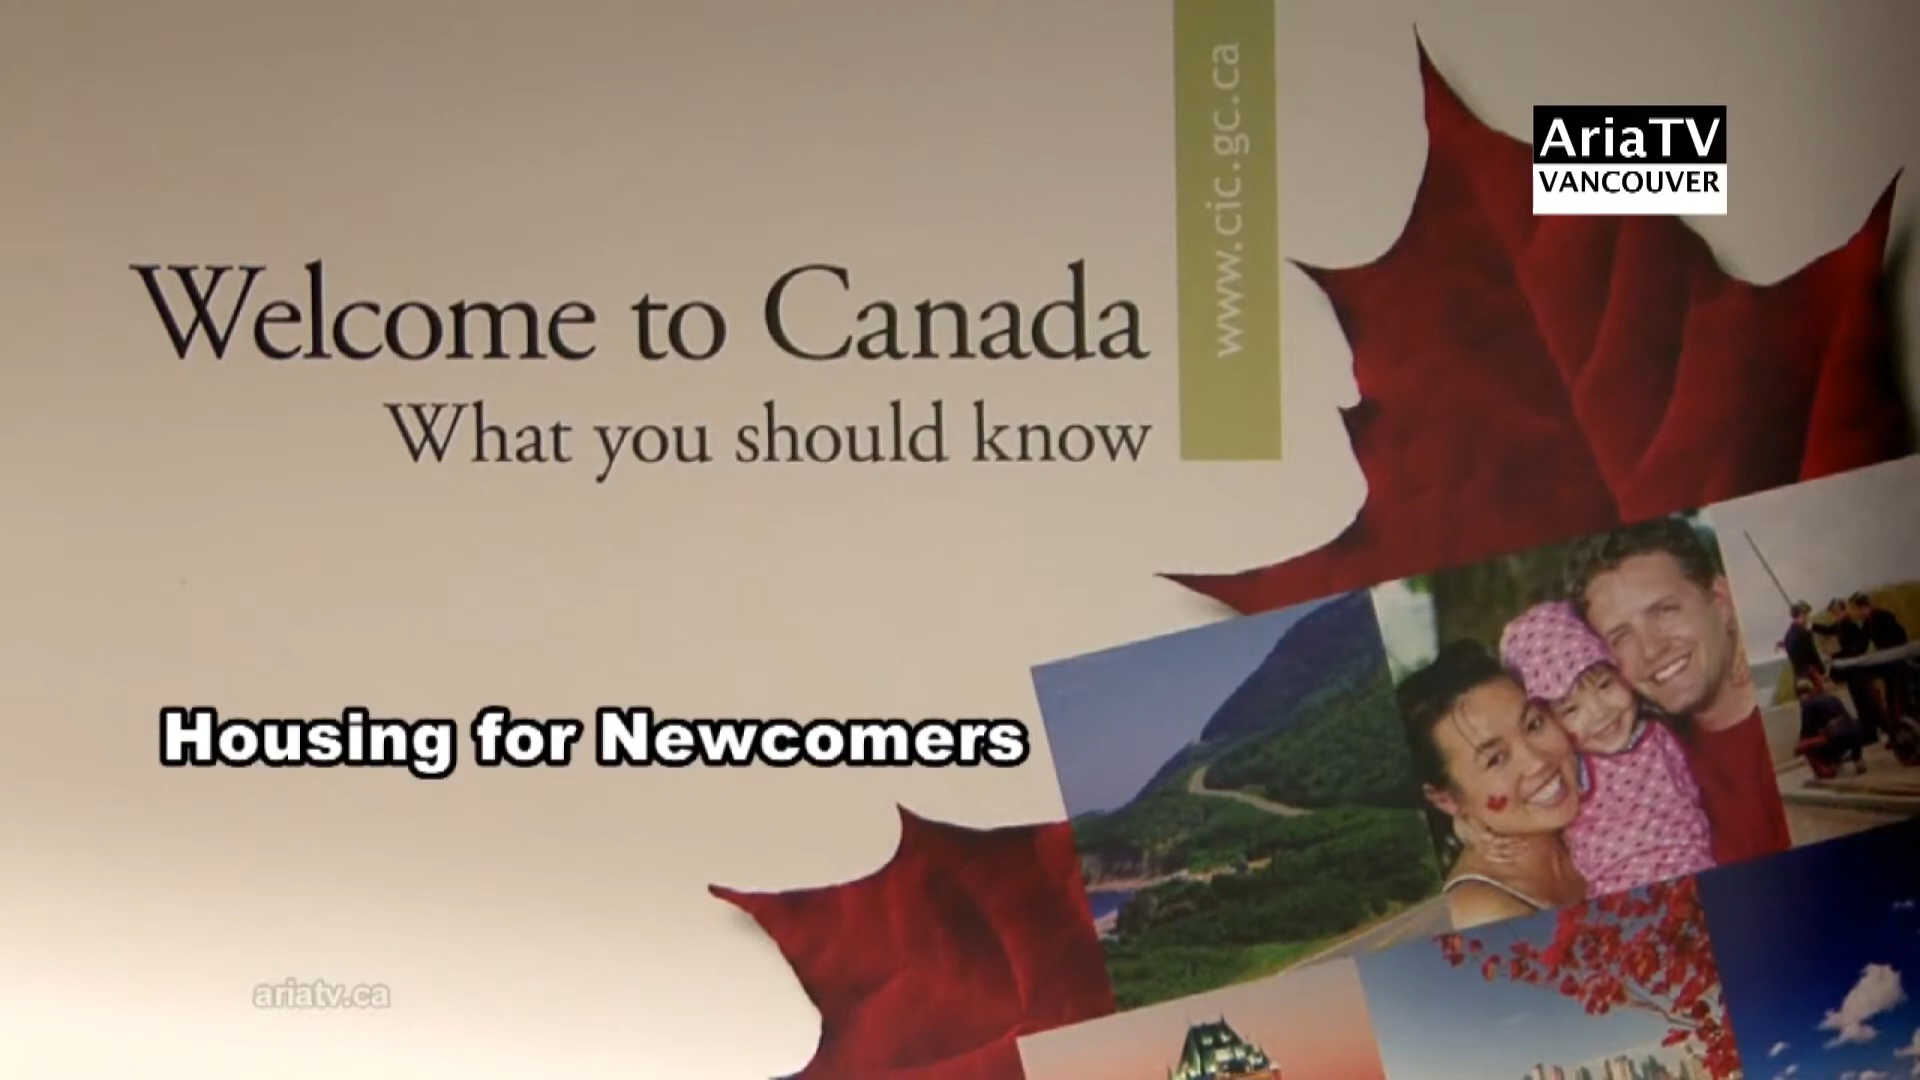 www.cic.gc.ca
AriaTV
VANCOUVER
Welcome to Canada
What you should know
Housing for Newcomers
ariatv.ca